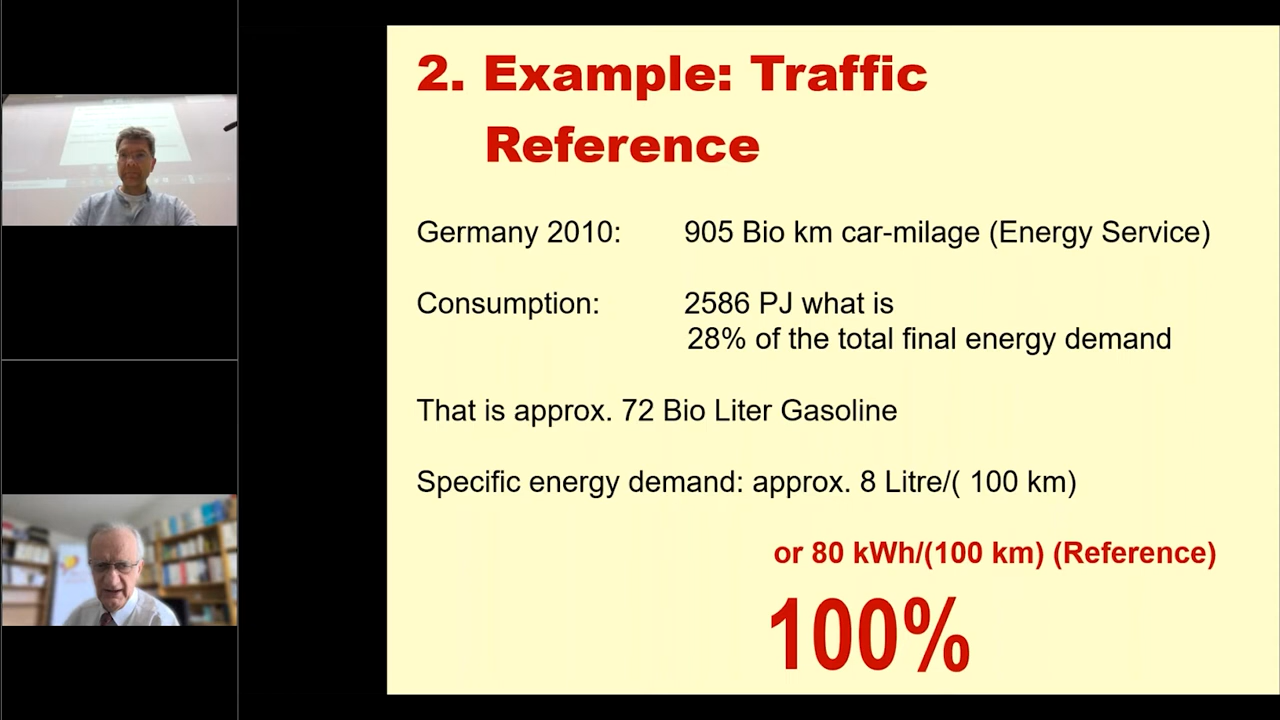 2. Example: Traffic
Reference
Germany 2010: 905 Bio km car-milage (Energy Service)
Consumption: 2586 PJ what is
28% of the total final energy demand
That is approx. 72 Bio Liter Gasoline
Specific energy demand: approx. 8 Litre/( 100 km)
or 80 kWh/(100 km) (Reference)
100%